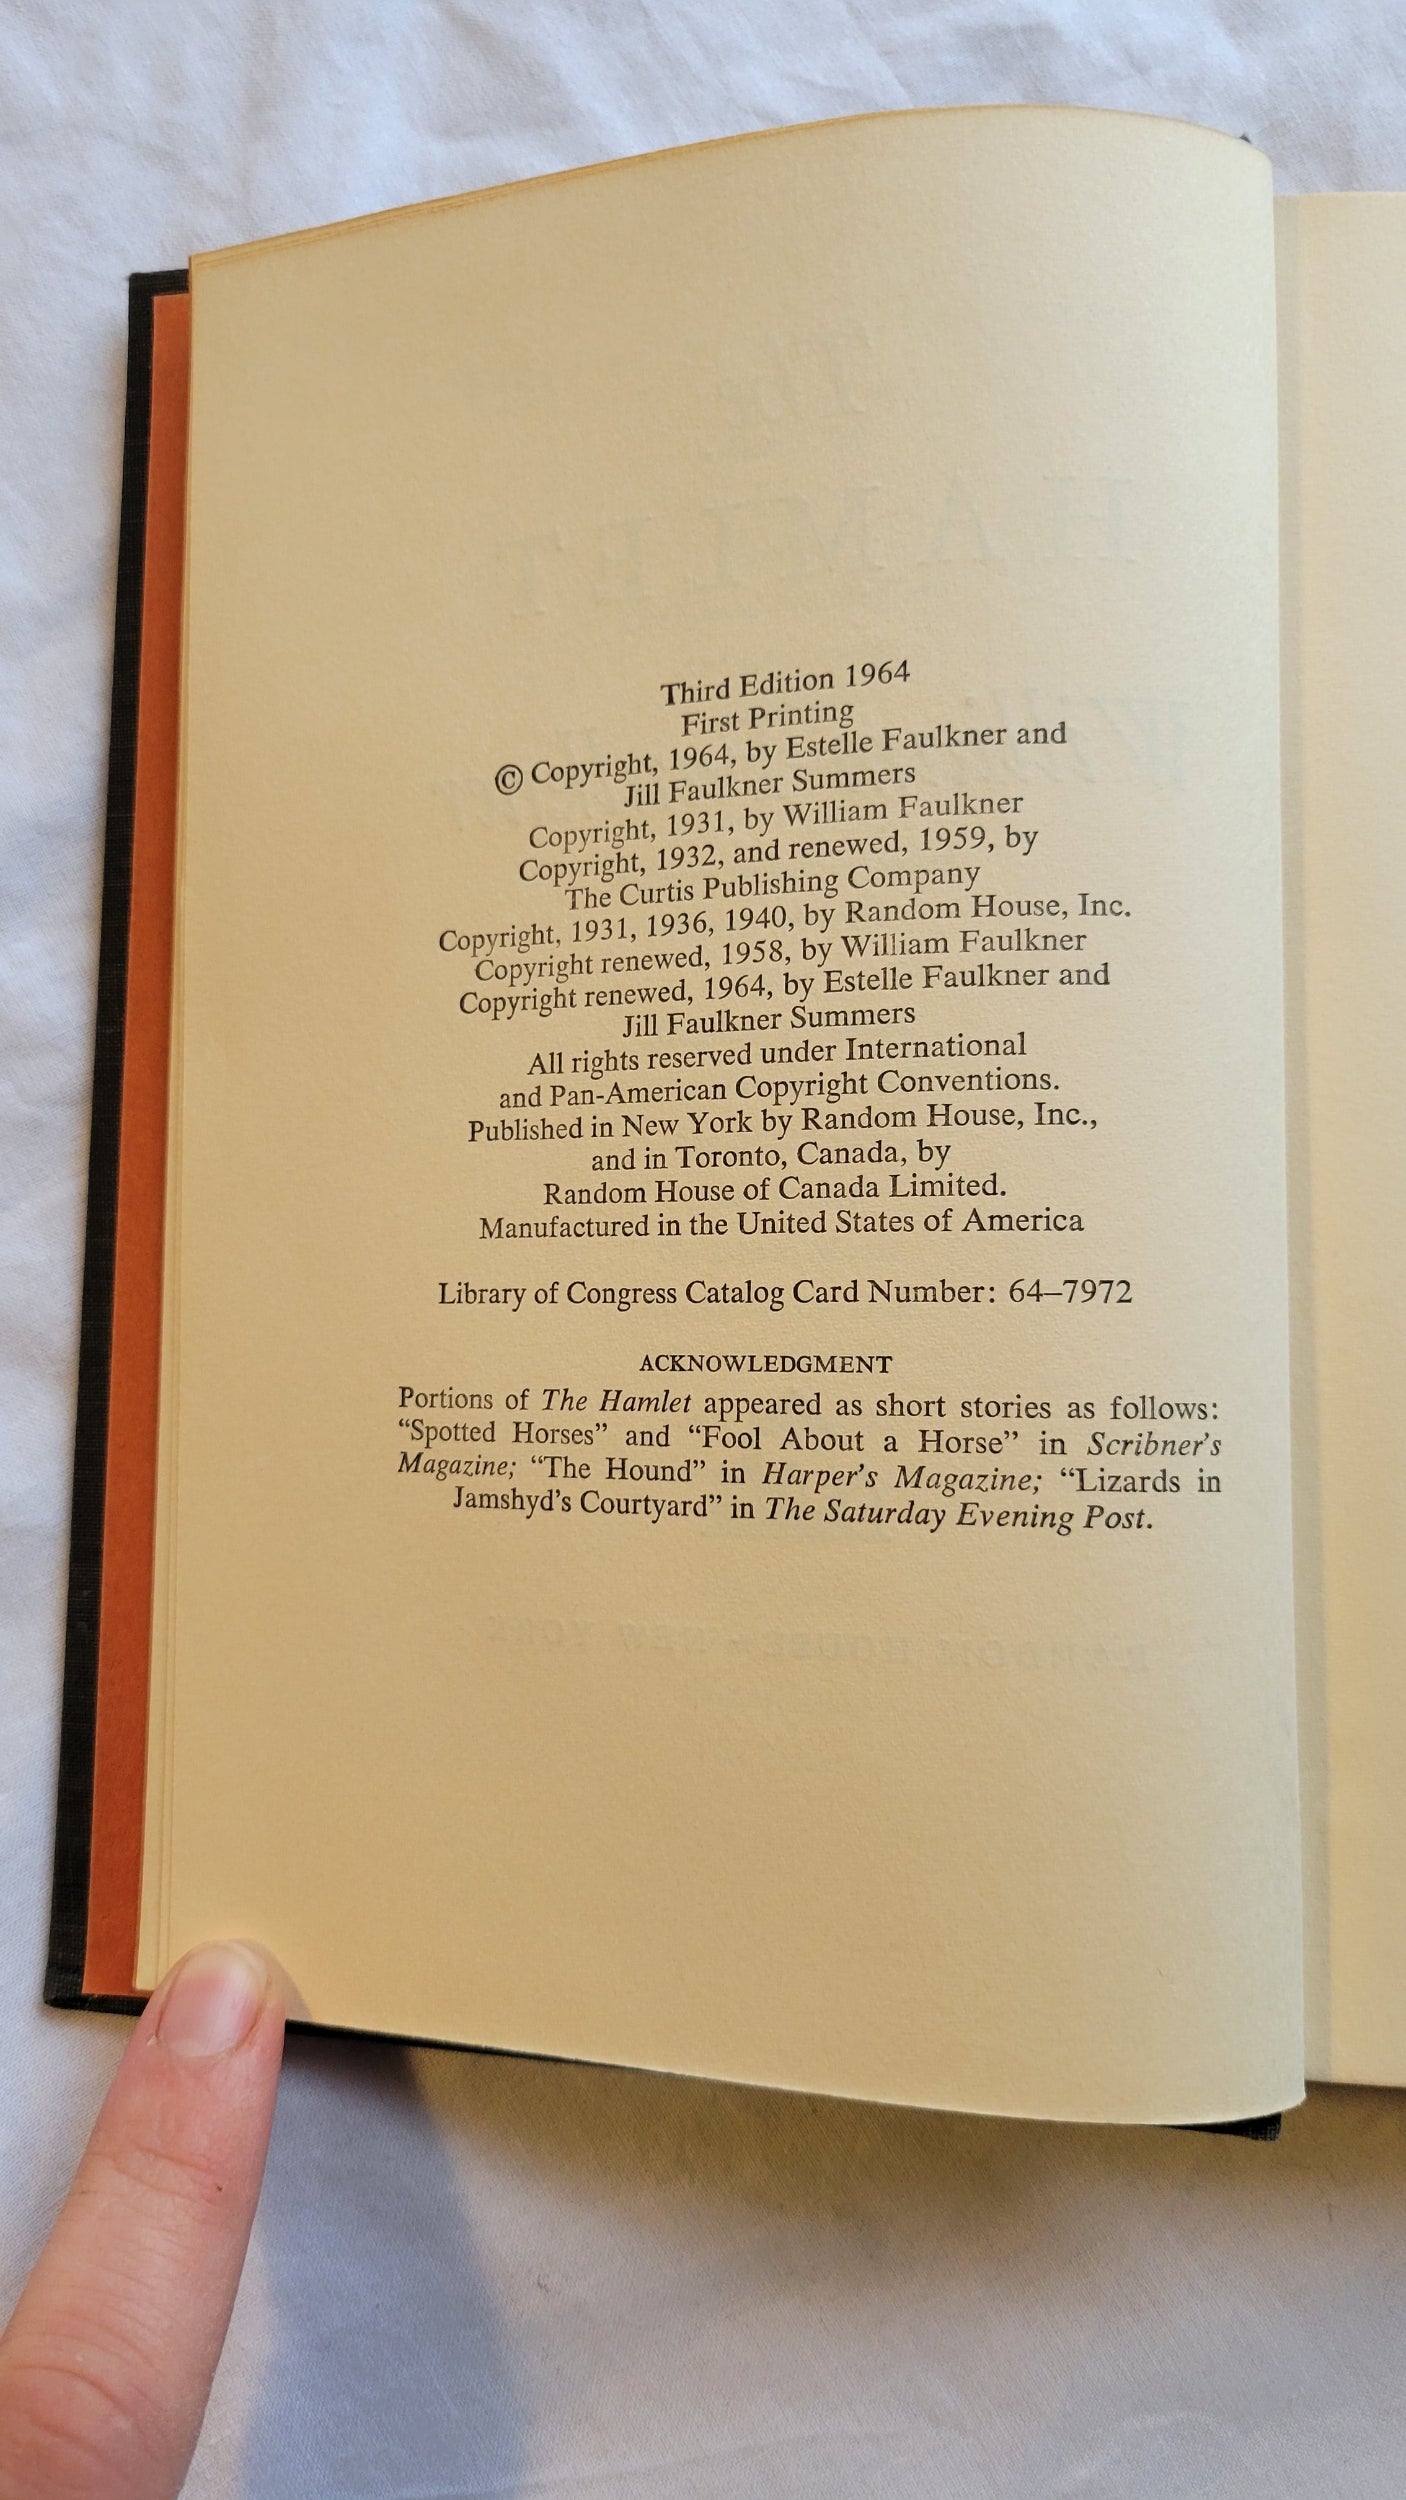 Third Edition 1964
First Printing
© Copyright, 1964, by Estelle Faulkner and
Jill Faulkner Summers
Copyright, 1931, by William Faulkner
Copyright, 1932, and renewed, 1959, by
The Curtis Publishing Company
Copyright, 1931, 1936, 1940, by Random House, Inc.
Copyright renewed, 1958, by William Faulkner
Copyright renewed, 1964, by Estelle Faulkner and
Jill Faulkner Summers
All rights reserved under International
and Pan-American Copyright Conventions.
Published in New York by Random House, Inc.,
and in Toronto, Canada, by
Random House of Canada Limited.
Manufactured in the United States of America
Library of Congress Catalog Card Number: 64–7972
ACKNOWLEDGMENT
Portions of The Hamlet appeared as short stories as follows:
“Spotted Horses” and “Fool About a Horse” in Scribner’s
Magazine; “The Hound” in Harper’s Magazine; “Lizards in
Jamshyd’s Courtyard” in The Saturday Evening Post.